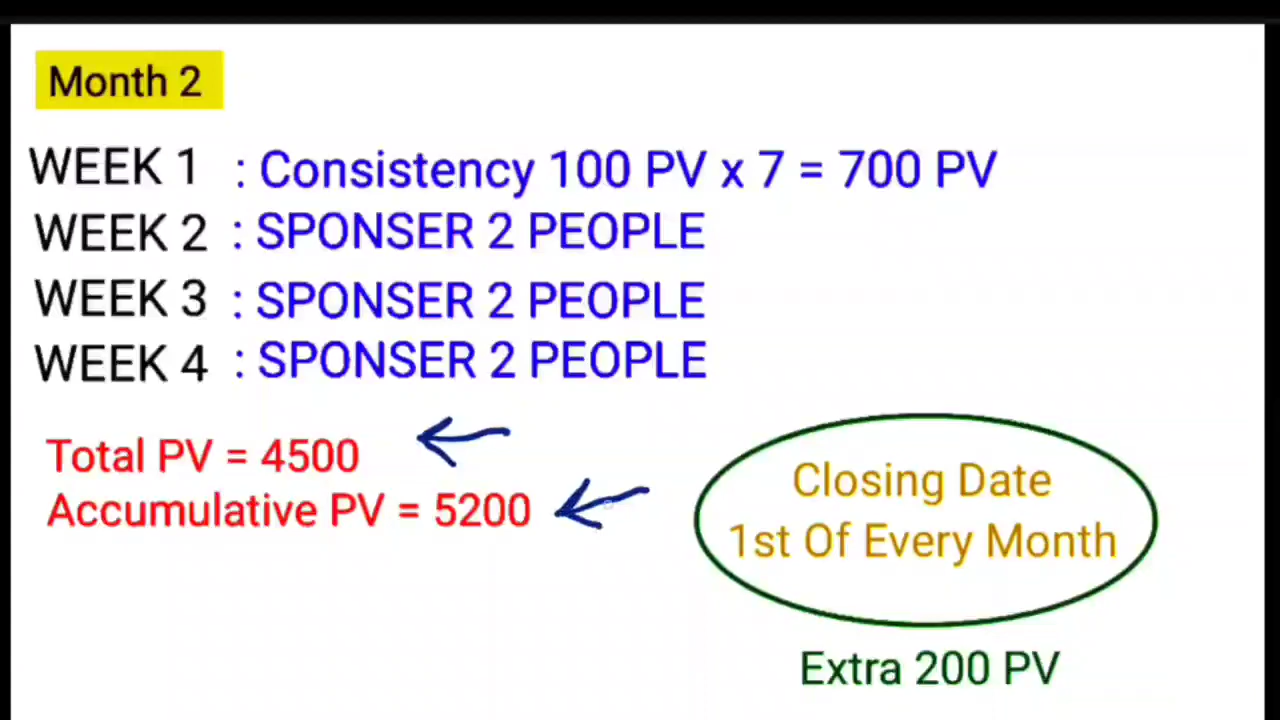 Month 2
WEEK 1 : Consistency 100 PV x 7 = 700 PV
WEEK 2 : SPONSER 2 PEOPLE
WEEK 3 : SPONSER 2 PEOPLE
WEEK 4 : SPONSER 2 PEOPLE
Total PV = 4500
Accumulative PV = 5200
Closing Date
1st Of Every Month
Extra 200 PV